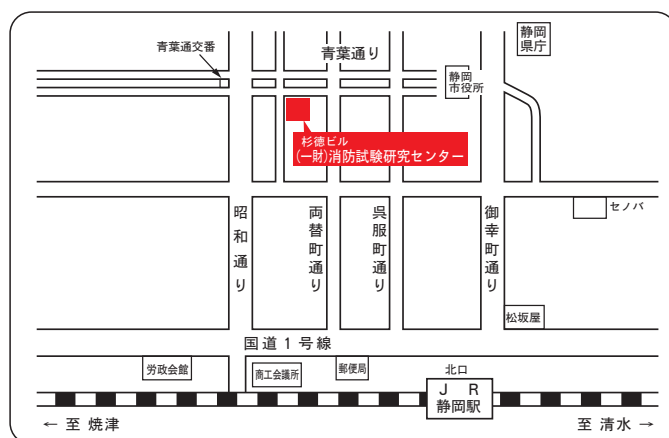 静岡
県庁
青葉通交番
青葉通り
静岡
市役所
杉徳ビル
(一財)消防試験研究センター
昭和通り
両替町通り
呉服町通り
御幸町通り
セノバ
松坂屋
国道1号線
労政会館
商工会議所
郵便局
北口
JR
静岡駅
← 至 焼津
至 清水 →